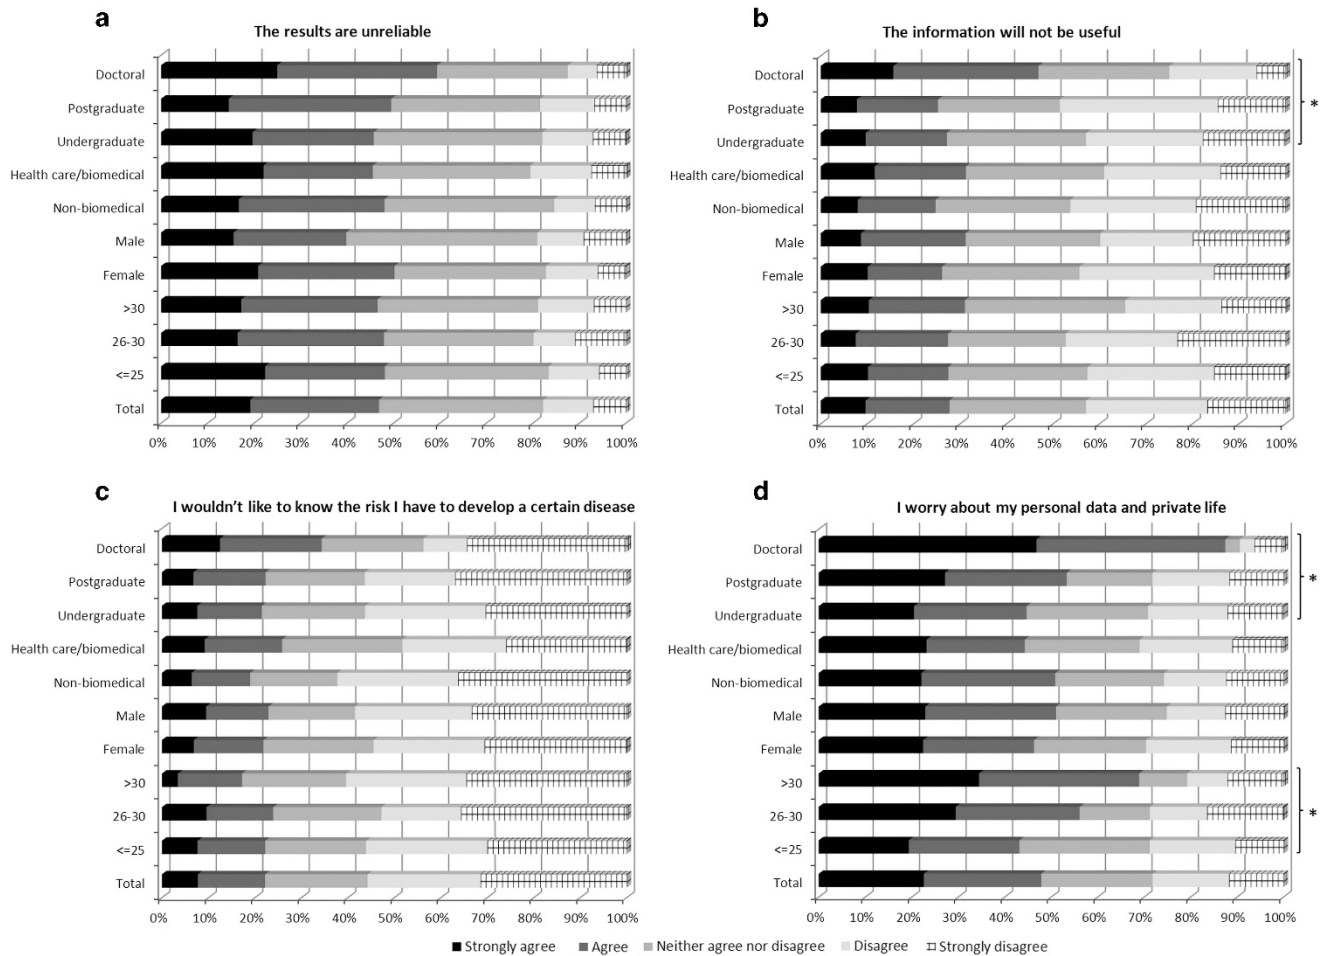 a
The results are unreliable
Doctoral
Postgraduate
Undergraduate
Health care/biomedical
Non-biomedical
Male
Female
>30
26-30
<=25
Total
0% 10% 20% 30% 40% 50% 60% 70% 80% 90% 100%
b
The information will not be useful
Doctoral
Postgraduate
Undergraduate
Health care/biomedical
Non-biomedical
Male
Female
>30
26-30
<=25
Total
0% 10% 20% 30% 40% 50% 60% 70% 80% 90% 100%
*
c
I wouldn't like to know the risk I have to develop a certain disease
Doctoral
Postgraduate
Undergraduate
Health care/biomedical
Non-biomedical
Male
Female
>30
26-30
<=25
Total
0% 10% 20% 30% 40% 50% 60% 70% 80% 90% 100%
d
I worry about my personal data and private life
Doctoral
Postgraduate
Undergraduate
Health care/biomedical
Non-biomedical
Male
Female
>30
26-30
<=25
Total
0% 10% 20% 30% 40% 50% 60% 70% 80% 90% 100%
*
*
Strongly agree Agree Neither agree nor disagree Disagree Strongly disagree